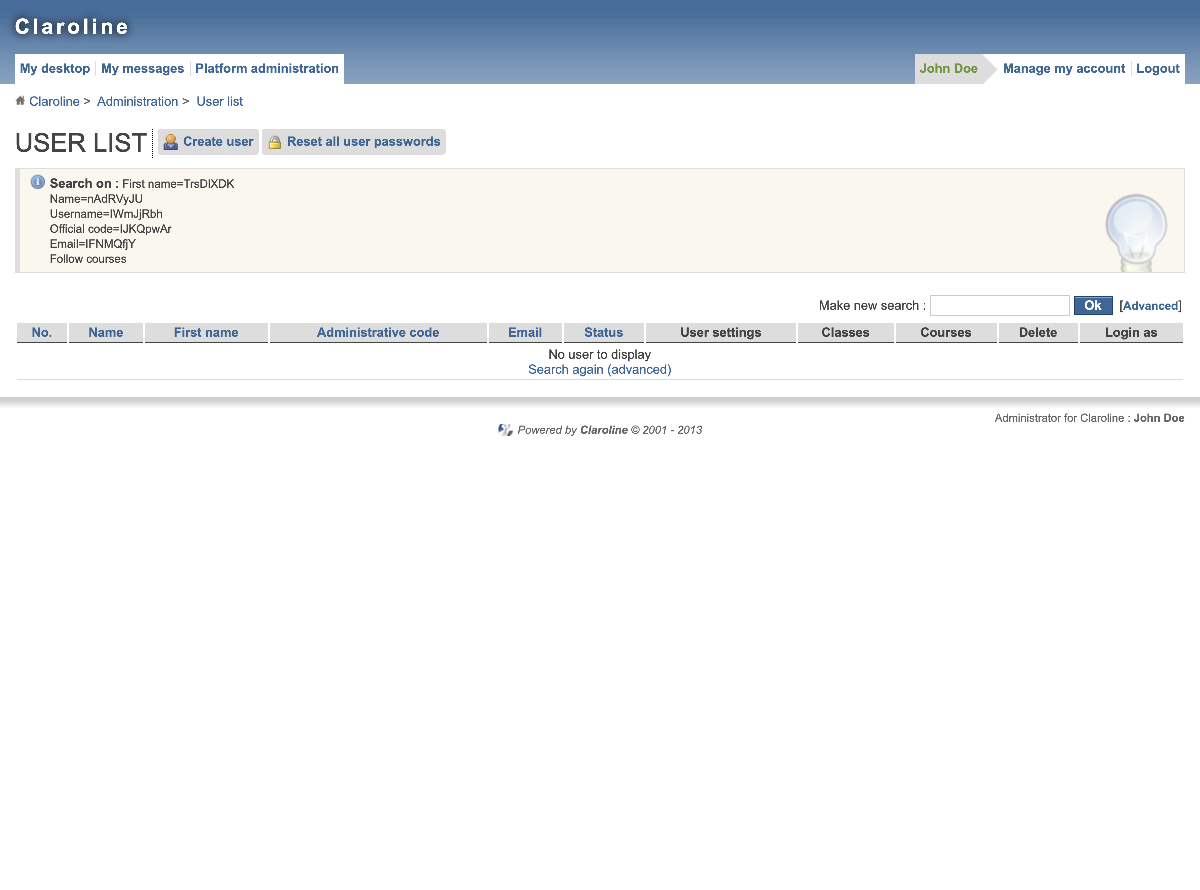 Claroline
My desktop My messages Platform administration John Doe Manage my account Logout
Claroline > Administration > User list
USER LIST Create user Reset all user passwords
Search on : First name=TrsDlXDK
Name=nAdRVyJU
Username=IWmJjRbh
Official code=IJKQpwAr
Email=IFNMQfjY
Follow courses
Make new search : Ok [Advanced]
No. Name First name Administrative code Email Status User settings Classes Courses Delete Login as
No user to display
Search again (advanced)
Administrator for Claroline : John Doe
Powered by Claroline © 2001 - 2013